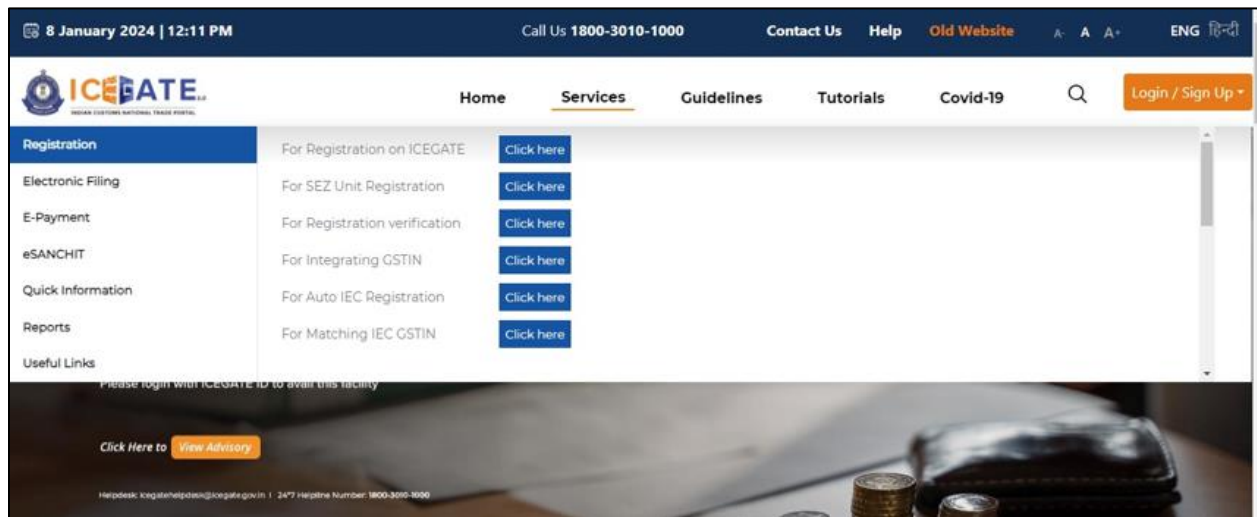 8 January 2024 | 12:11 PM Call Us 1800-3010-1000 Contact Us Help Old Website A- A A+ ENG हिन्दी
ICEGATE
INDIAN CUSTOMS NATIONAL TRADE PORTAL
Home Services Guidelines Tutorials Covid-19 Login / Sign Up
Registration
Electronic Filing
E-Payment
eSANCHIT
Quick Information
Reports
Useful Links
For Registration on ICEGATE Click here
For SEZ Unit Registration Click here
For Registration verification Click here
For Integrating GSTIN Click here
For Auto IEC Registration Click here
For Matching IEC GSTIN Click here
Please login with ICEGATE ID to avail this facility
Click Here to View Advisory
Helpdesk: icegatehelpdesk@icegate.gov.in | 24*7 Helpline Number: 1800-3010-1000